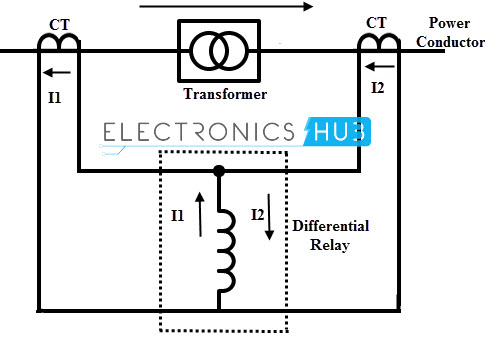 CT
CT
Power
Conductor
I1
Transformer
I2
ELECTRONICS HUB
I1
I2
Differential
Relay